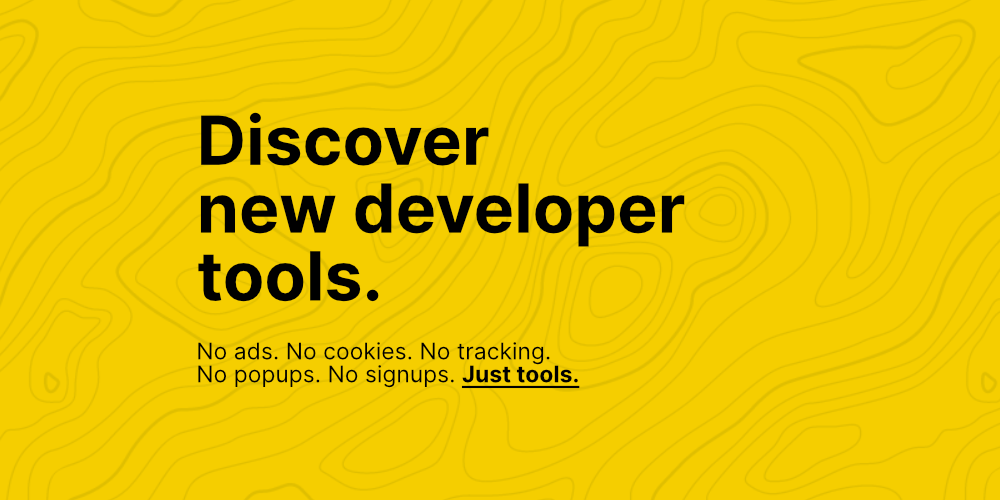 Discover
new developer
tools.
No ads. No cookies. No tracking.
No popups. No signups. Just tools.